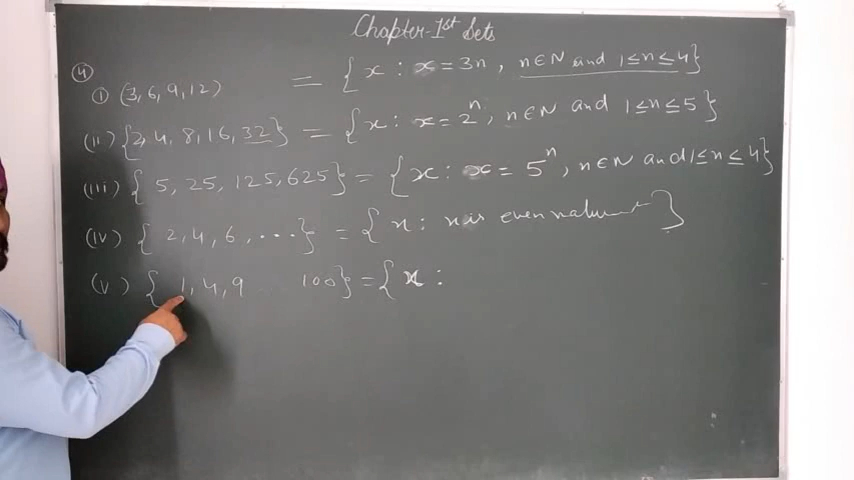 Chapter-1st Sets
(4)
(i) (3, 6, 9, 12) = {x : x = 3n, n∈N and 1≤n≤4}
(ii) {2, 4, 8, 16, 32} = {x : x = 2^n, n∈N and 1≤n≤5}
(iii) { 5, 25, 125, 625} = {x : x = 5^n, n∈N and 1≤n≤4}
(iv) { 2, 4, 6, ....} = {x : x is even natural}
(v) { 1, 4, 9 .. 100} = {x :